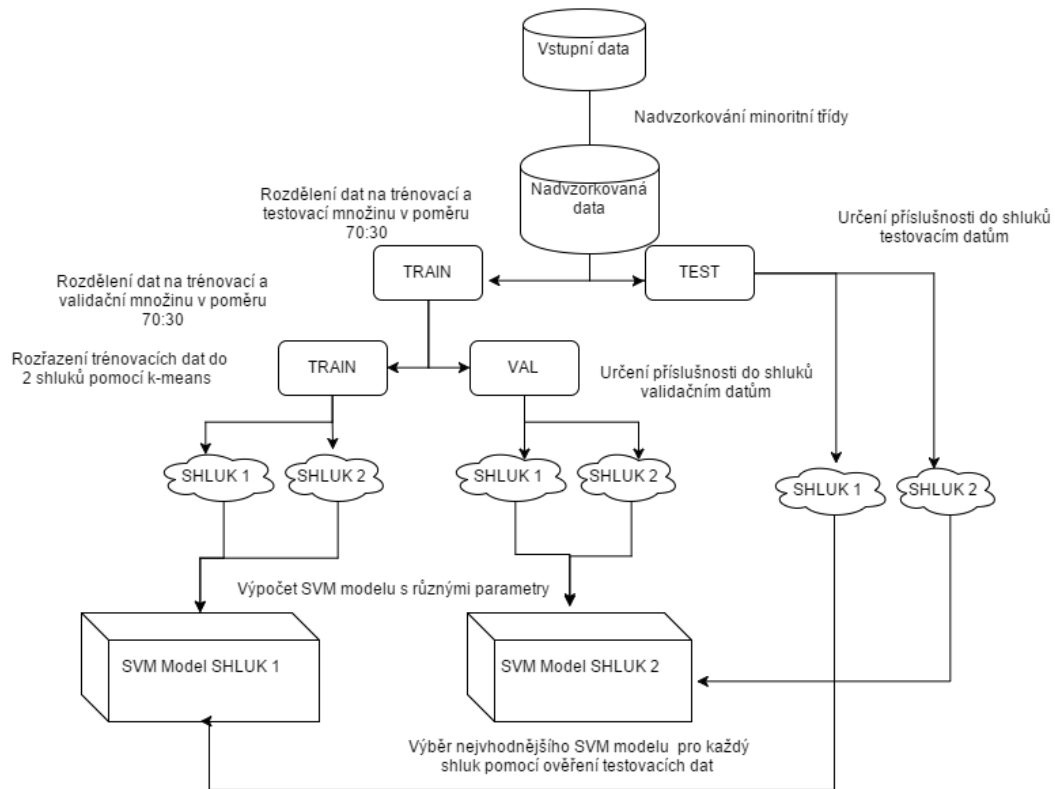 Vstupní data
Nadvzorkování minoritní třídy
Nadvzorkovaná
data
Rozdělení dat na trénovací a
testovací množinu v poměru
70:30
Určení příslušnosti do shluků
testovacím datům
TRAIN
TEST
Rozdělení dat na trénovací a
validační množinu v poměru
70:30
Rozřazení trénovacích dat do
2 shluků pomocí k-means
TRAIN
VAL
Určení příslušnosti do shluků
validačním datům
SHLUK 1
SHLUK 2
SHLUK 1
SHLUK 2
SHLUK 1
SHLUK 2
Výpočet SVM modelu s různými parametry
SVM Model SHLUK 1
SVM Model SHLUK 2
Výběr nejvhodnějšího SVM modelu pro každý
shluk pomocí ověření testovacích dat